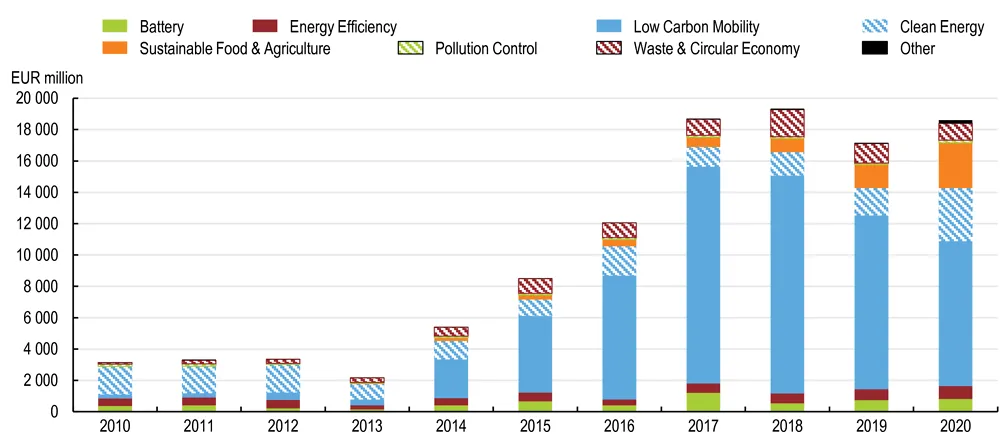 Battery Energy Efficiency Low Carbon Mobility Clean Energy
Sustainable Food & Agriculture Pollution Control Waste & Circular Economy Other
EUR million
20 000
18 000
16 000
14 000
12 000
10 000
8 000
6 000
4 000
2 000
0
2010 2011 2012 2013 2014 2015 2016 2017 2018 2019 2020